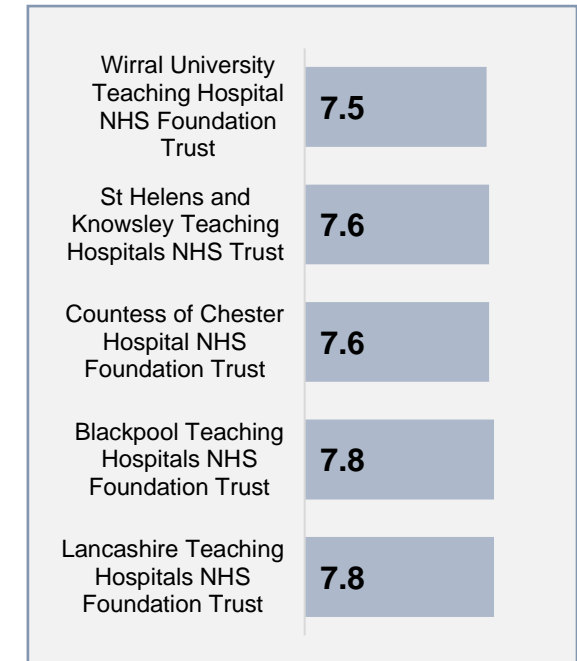 Wirral University
Teaching Hospital
NHS Foundation
Trust
7.5
St Helens and
Knowsley Teaching
Hospitals NHS Trust
7.6
Countess of Chester
Hospital NHS
Foundation Trust
7.6
Blackpool Teaching
Hospitals NHS
Foundation Trust
7.8
Lancashire Teaching
Hospitals NHS
Foundation Trust
7.8